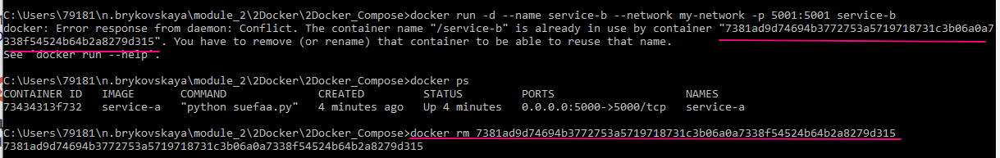 C:\Users\79181\n.brykovskaya\module_2\2Docker\2Docker_Compose>docker run -d --name service-b --network my-network -p 5001:5001 service-b
docker: Error response from daemon: Conflict. The container name "/service-b" is already in use by container "7381ad9d74694b3772753a5719718731c3b06a0a7
338f54524b64b2a8279d315". You have to remove (or rename) that container to be able to reuse that name.
See 'docker run --help'.
C:\Users\79181\n.brykovskaya\module_2\2Docker\2Docker_Compose>docker ps
CONTAINER ID   IMAGE       COMMAND              CREATED         STATUS         PORTS                    NAMES
73434313f732   service-a   "python suefaa.py"   4 minutes ago   Up 4 minutes   0.0.0.0:5000->5000/tcp   service-a
C:\Users\79181\n.brykovskaya\module_2\2Docker\2Docker_Compose>docker rm 7381ad9d74694b3772753a5719718731c3b06a0a7338f54524b64b2a8279d315
7381ad9d74694b3772753a5719718731c3b06a0a7338f54524b64b2a8279d315